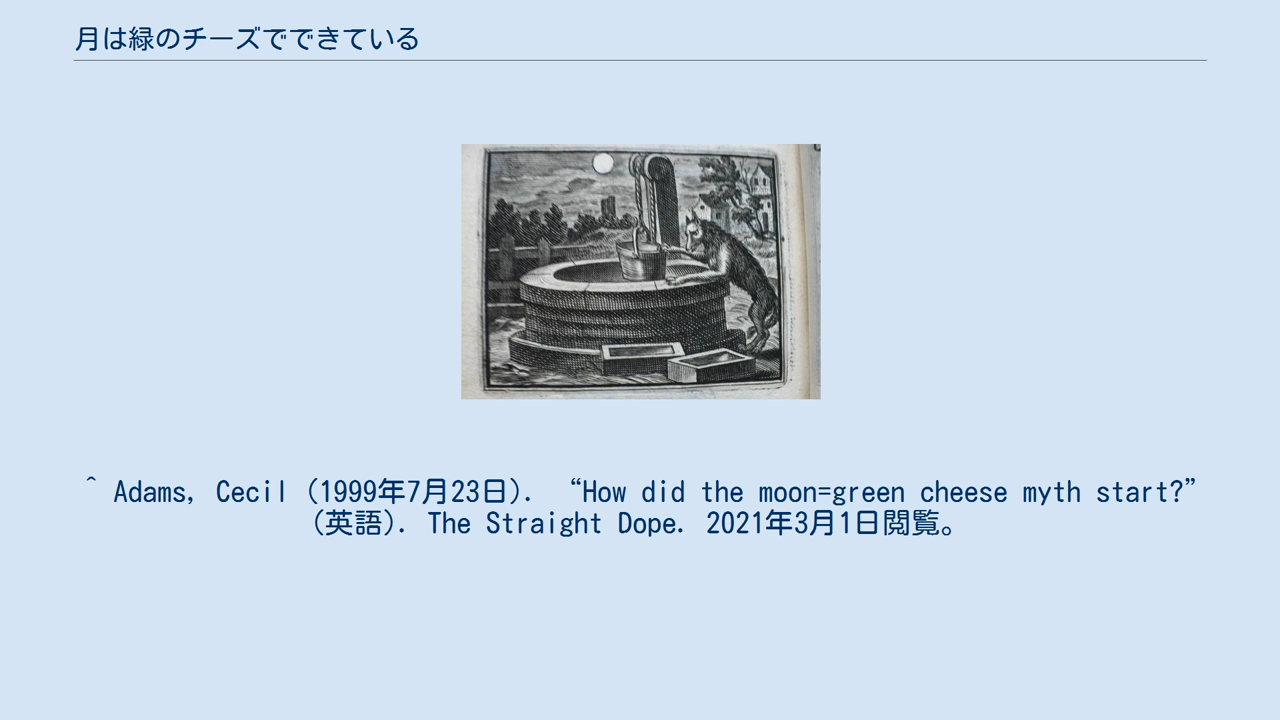 月は緑のチーズでできている
^ Adams, Cecil (1999年7月23日). “How did the moon=green cheese myth start?”
(英語). The Straight Dope. 2021年3月1日閲覧。